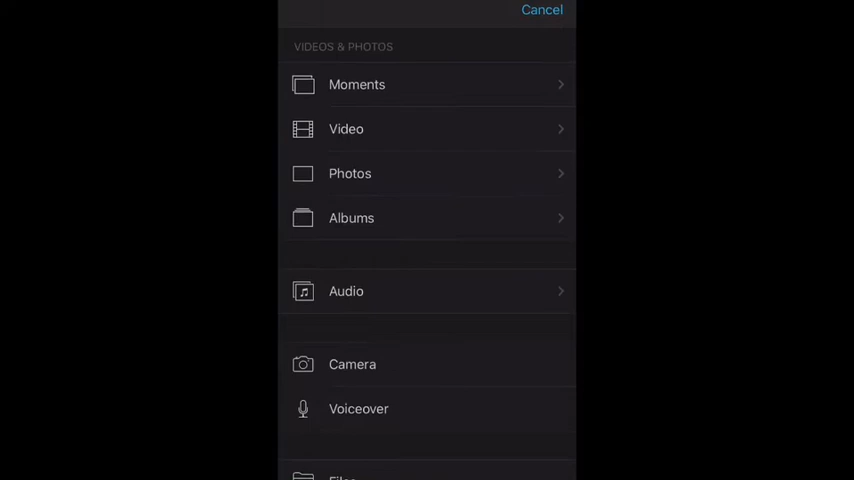 Cancel
VIDEOS & PHOTOS
Moments
Video
Photos
Albums
Audio
Camera
Voiceover
Files